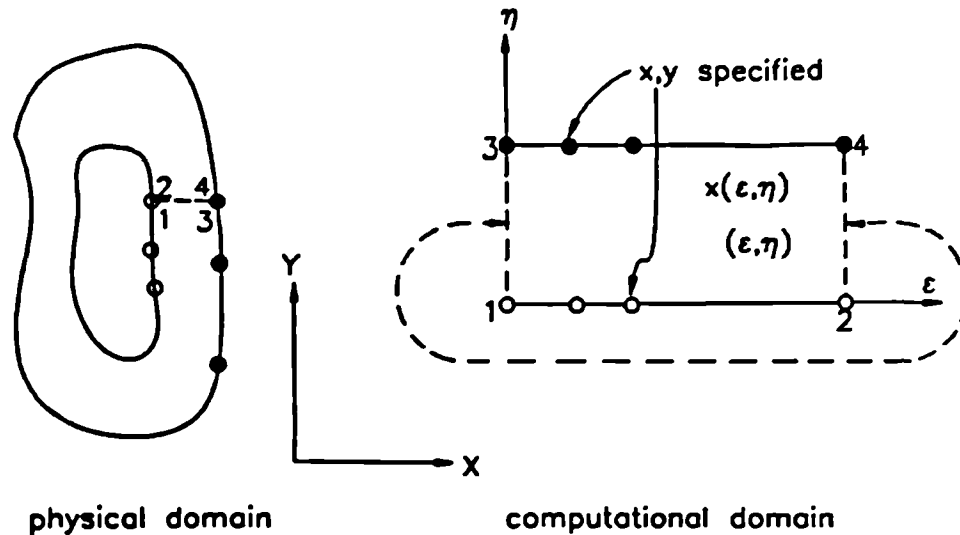 η
x,y specified
3
4
x(ε,η)
(ε,η)
2
4
1
3
Y
1
2
ε
X
physical domain
computational domain